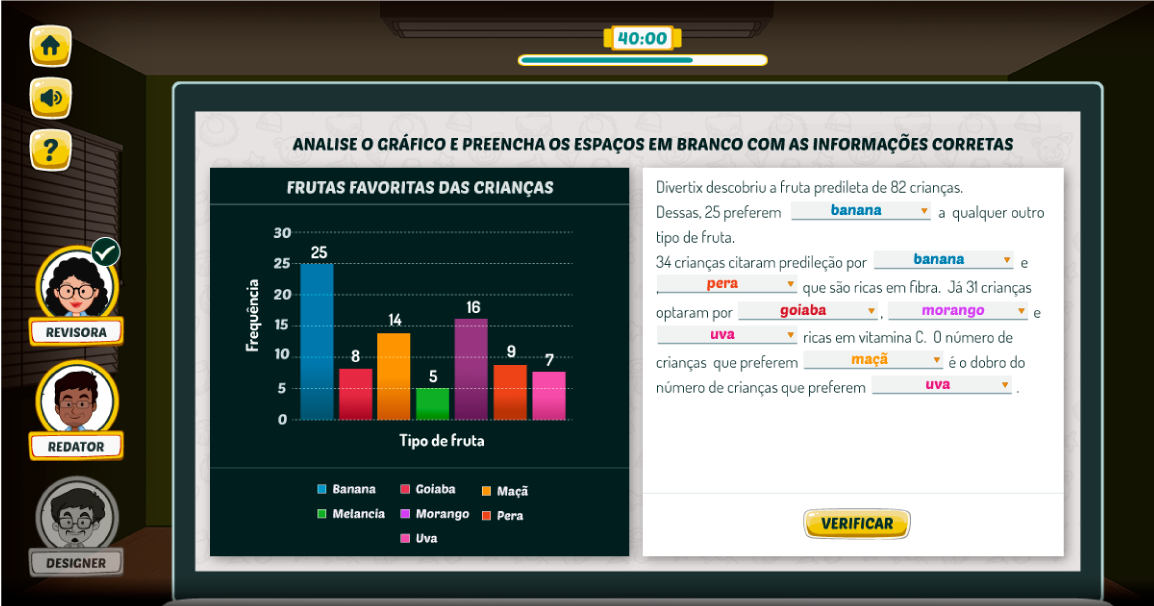 40:00
ANALISE O GRÁFICO E PREENCHA OS ESPAÇOS EM BRANCO COM AS INFORMAÇÕES CORRETAS
?
REVISORA
REDATOR
DESIGNER
FRUTAS FAVORITAS DAS CRIANÇAS
Frequência
30
25
20
15
10
5
0
25
8
14
5
16
9
7
Tipo de fruta
Banana Goiaba Maçã
Melancia Morango Pera
Uva
Divertix descobriu a fruta predileta de 82 crianças.
Dessas, 25 preferem banana a qualquer outro
tipo de fruta.
34 crianças citaram predileção por banana e
, pera que são ricas em fibra. Já 31 crianças
optaram por goiaba , morango e
uva ricas em vitamina C. O número de
crianças que preferem maçã é o dobro do
número de crianças que preferem uva .
VERIFICAR